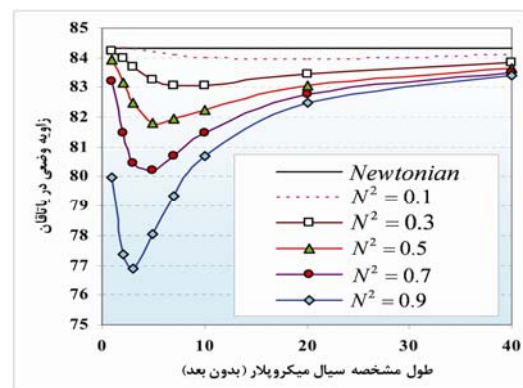 85
84
83
82
81
80
79
78
77
76
75
زاویه وضعی در یاتاقان
Newtonian
N² = 0.1
N² = 0.3
N² = 0.5
N² = 0.7
N² = 0.9
0 10 20 30 40
طول مشخصه سیال میکروپلار (بدون بعد)